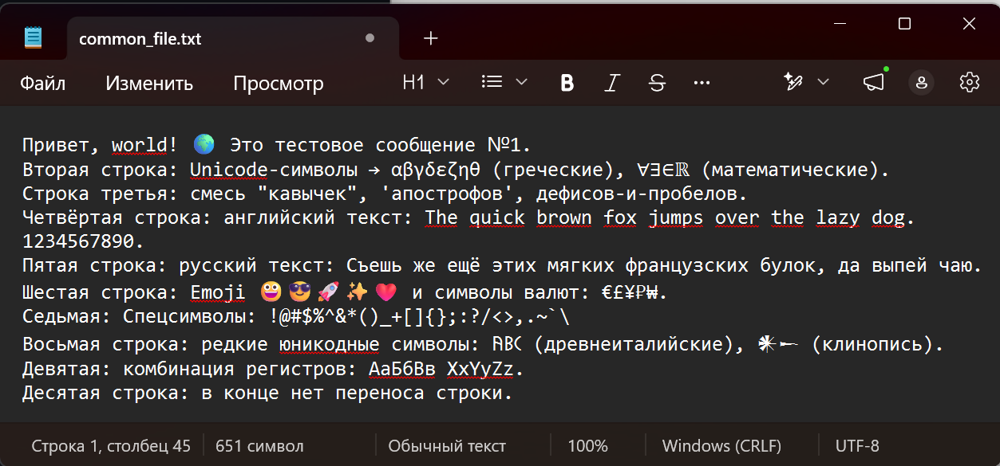 common_file.txt
Файл Изменить Просмотр H1 B I S
Привет, world! 🌍 Это тестовое сообщение №1.
Вторая строка: Unicode-символы → αβγδεζηθ (греческие), ∀∃∈ℝ (математические).
Строка третья: смесь "кавычек", 'апострофов', дефисов-и-пробелов.
Четвёртая строка: английский текст: The quick brown fox jumps over the lazy dog.
1234567890.
Пятая строка: русский текст: Съешь же ещё этих мягких французских булок, да выпей чаю.
Шестая строка: Emoji 😀😎🚀✨❤️ и символы валют: €£¥₽₩.
Седьмая: Спецсимволы: !@#$%^&*()_+[]{};:?/<>,.~`\
Восьмая строка: редкие юникодные символы: 𐌀𐌁𐌂 (древнеиталийские), 𒀭𒀸 (клинопись).
Девятая: комбинация регистров: АаБбВв XxYyZz.
Десятая строка: в конце нет переноса строки.
Строка 1, столбец 45 651 символ Обычный текст 100% Windows (CRLF) UTF-8